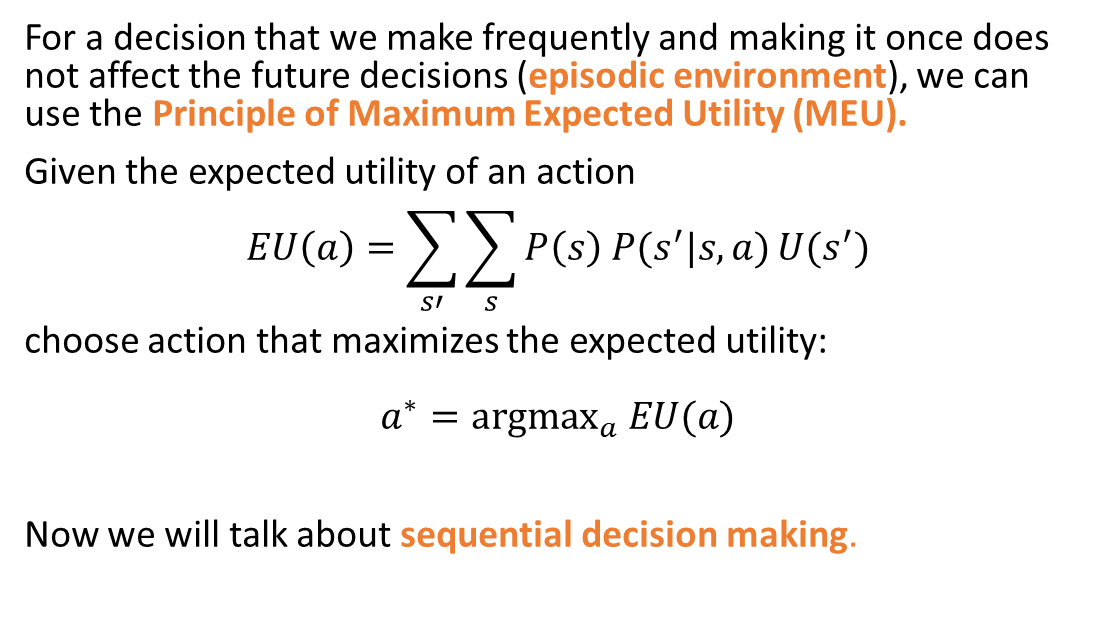 For a decision that we make frequently and making it once does
not affect the future decisions (episodic environment), we can
use the Principle of Maximum Expected Utility (MEU).
Given the expected utility of an action
EU(a) = ∑_{s′} ∑_{s} P(s) P(s′|s, a) U(s′)
choose action that maximizes the expected utility:
a* = argmaxₐ EU(a)
Now we will talk about sequential decision making.